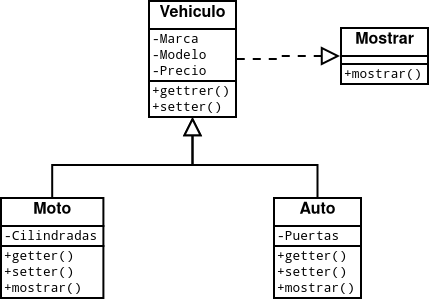 Vehiculo
-Marca
-Modelo
-Precio
+gettrer()
+setter()
Mostrar
+mostrar()
Moto
-Cilindradas
+getter()
+setter()
+mostrar()
Auto
-Puertas
+getter()
+setter()
+mostrar()